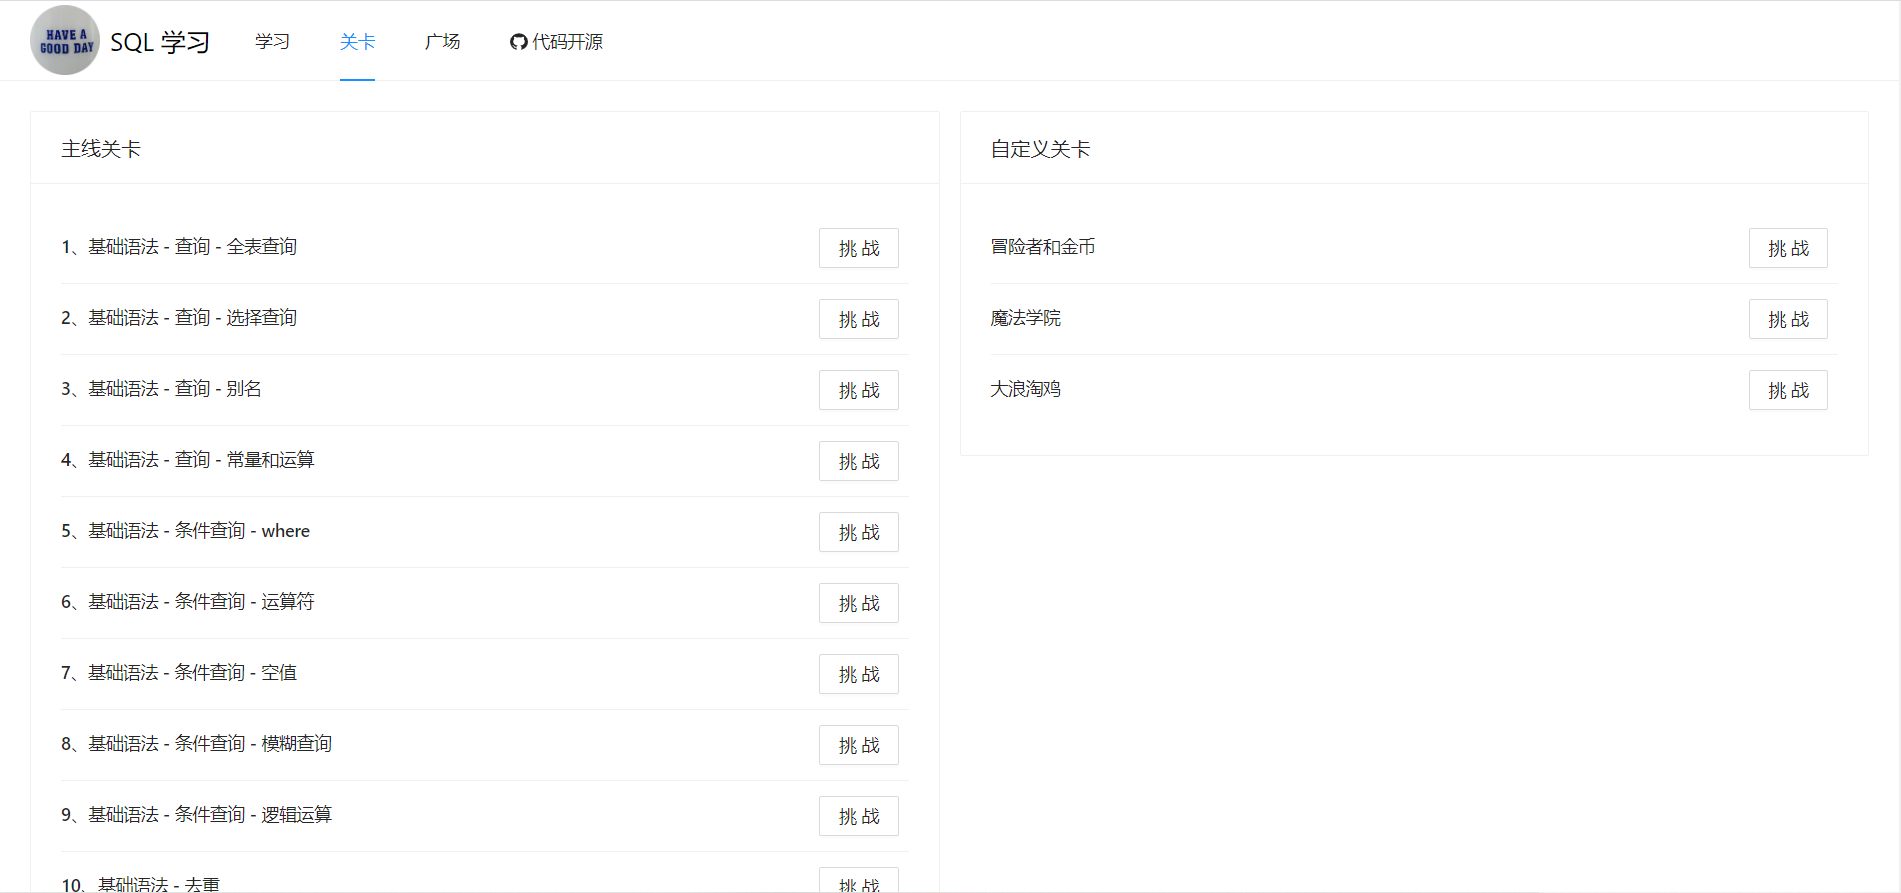 HAVE A
GOOD DAY
SQL 学习
学习
关卡
广场
代码开源
主线关卡
1、基础语法 - 查询 - 全表查询
挑 战
2、基础语法 - 查询 - 选择查询
挑 战
3、基础语法 - 查询 - 别名
挑 战
4、基础语法 - 查询 - 常量和运算
挑 战
5、基础语法 - 条件查询 - where
挑 战
6、基础语法 - 条件查询 - 运算符
挑 战
7、基础语法 - 条件查询 - 空值
挑 战
8、基础语法 - 条件查询 - 模糊查询
挑 战
9、基础语法 - 条件查询 - 逻辑运算
挑 战
10、基础语法 - 去重
挑 战
自定义关卡
冒险者和金币
挑 战
魔法学院
挑 战
大浪淘鸡
挑 战